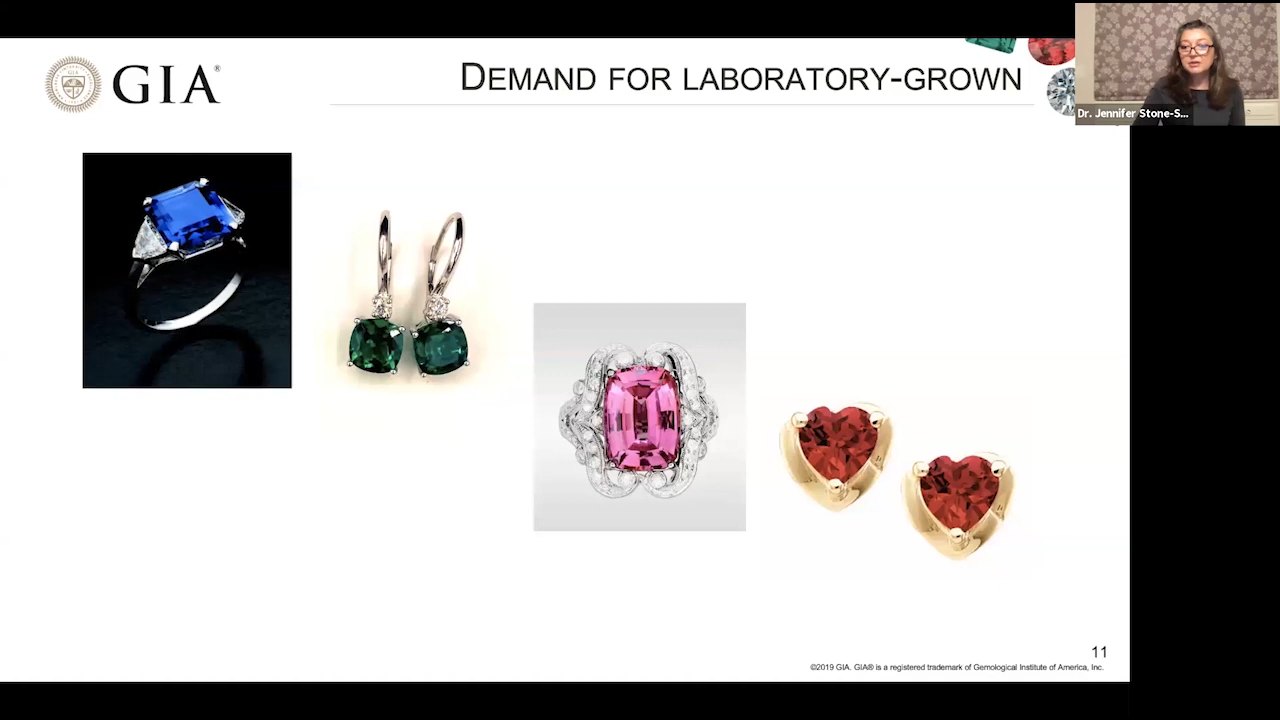 GIA®
DEMAND FOR LABORATORY-GROWN
Dr. Jennifer Stone-S...
11
©2019 GIA. GIA® is a registered trademark of Gemological Institute of America, Inc.